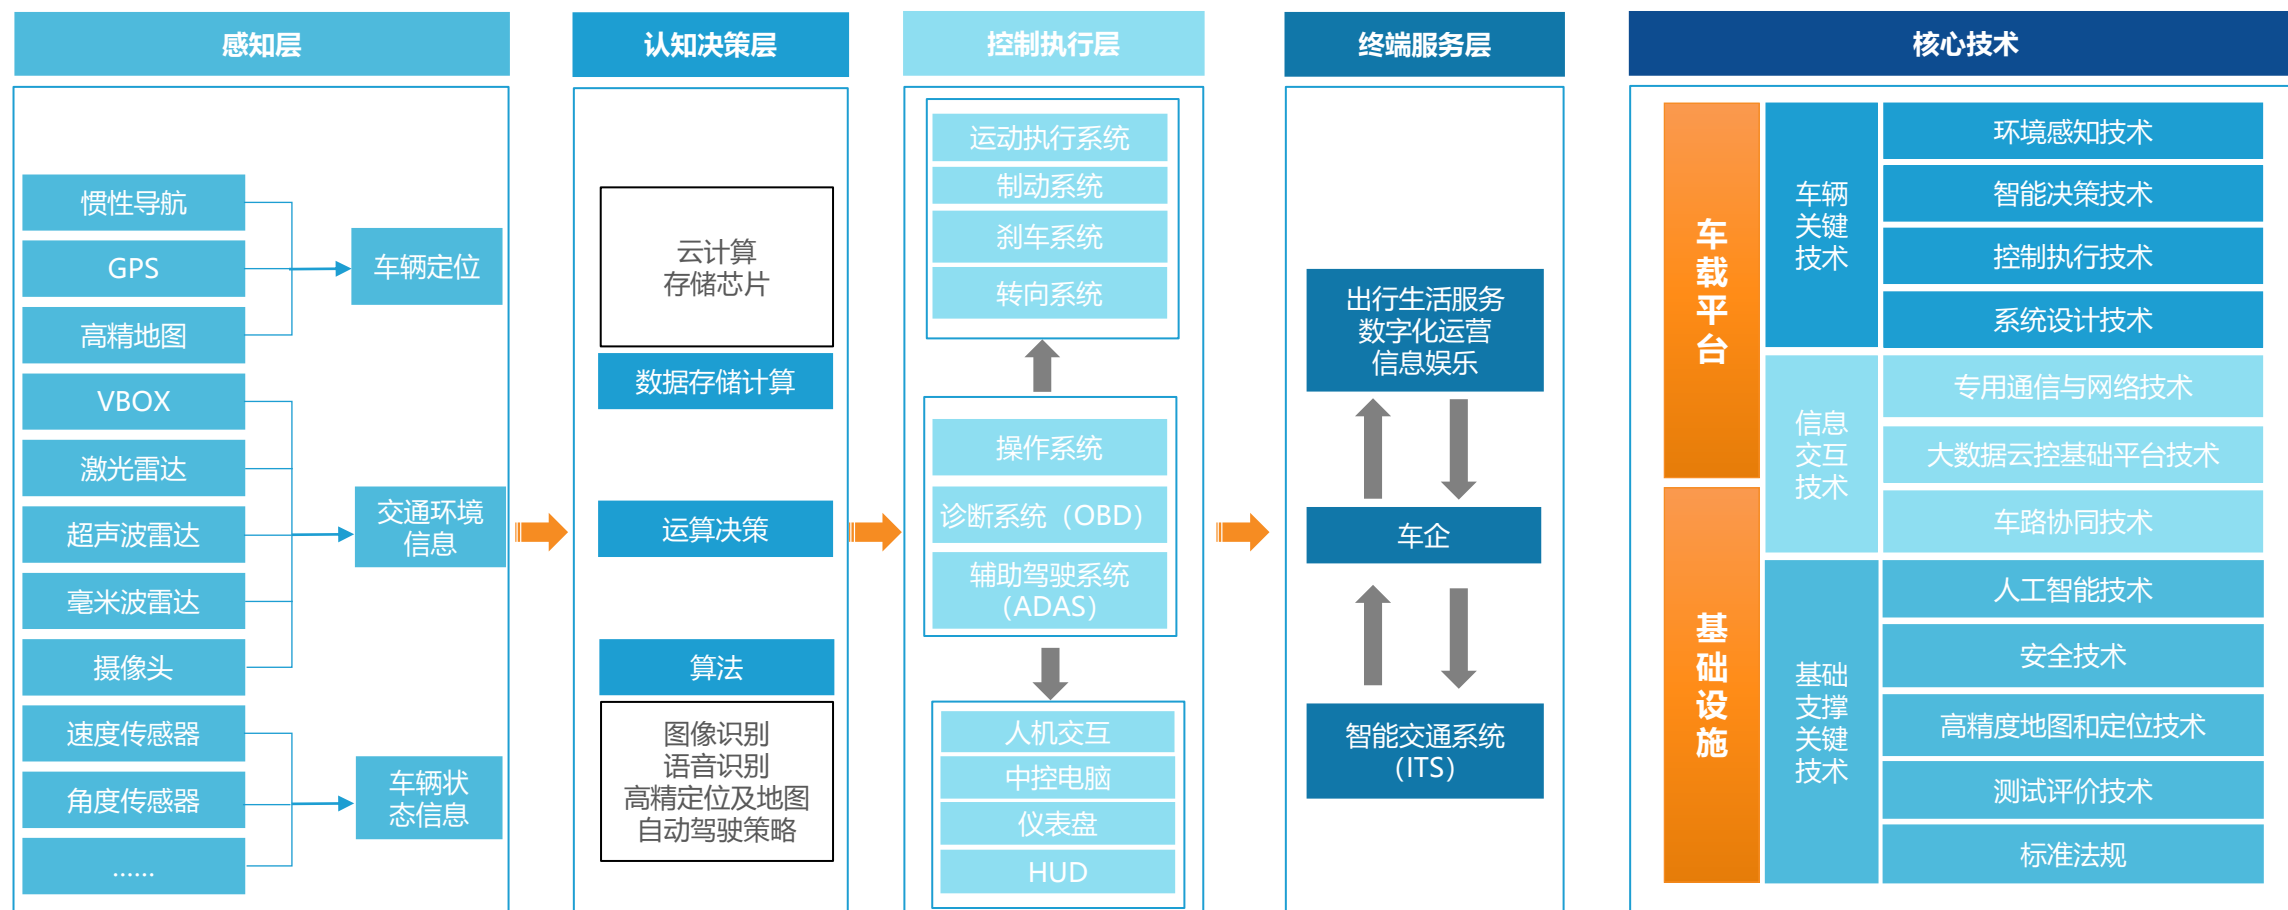 感知层
惯性导航
GPS
高精地图
VBOX
激光雷达
超声波雷达
毫米波雷达
摄像头
速度传感器
角度传感器
......
车辆定位
交通环境
信息
车辆状
态信息
认知决策层
云计算
存储芯片
数据存储计算
运算决策
算法
图像识别
语音识别
高精定位及地图
自动驾驶策略
控制执行层
运动执行系统
制动系统
刹车系统
转向系统
操作系统
诊断系统（OBD）
辅助驾驶系统
（ADAS）
人机交互
中控电脑
仪表盘
HUD
终端服务层
出行生活服务
数字化运营
信息娱乐
车企
智能交通系统
（ITS）
核心技术
车载平台
基础设施
车辆
关键
技术
环境感知技术
智能决策技术
控制执行技术
系统设计技术
信息
交互
技术
专用通信与网络技术
大数据云控基础平台技术
车路协同技术
基础
支撑
关键
技术
人工智能技术
安全技术
高精度地图和定位技术
测试评价技术
标准法规